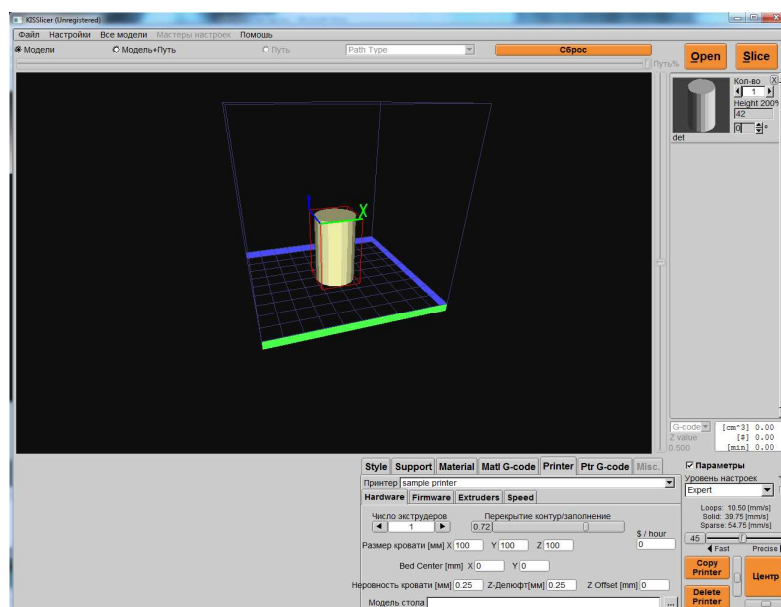 KISSlicer (Unregistered)
Файл Настройки Все модели Мастеры настроек Помошь
Модели Модель+Путь Путь Path Type Сброс
Путь%
Open Slice
Кол-во X
1
Height 200%
42
0 °
det
X
G-code
Z value
0.500
[cm^3] 0.00
[#] 0.00
[min] 0.00
Style Support Material Matl G-code Printer Ptr G-code Misc.
Принтер sample printer
Hardware Firmware Extruders Speed
Число экструдеров Перекрытие контур/заполнение
1 0.72
$ / hour
0
Размер кровати [мм] X 100 Y 100 Z 100
Bed Center [mm] X 0 Y 0
Неровность кровати [мм] 0.25 Z-Делюфт[мм] 0.25 Z Offset [mm] 0
Модель стола ...
Параметры
Уровень настроек
Expert
Loops: 10.50 [mm/s]
Solid: 39.75 [mm/s]
Sparse: 54.75 [mm/s]
45
Fast Precise
Copy Printer
Центр
Delete Printer